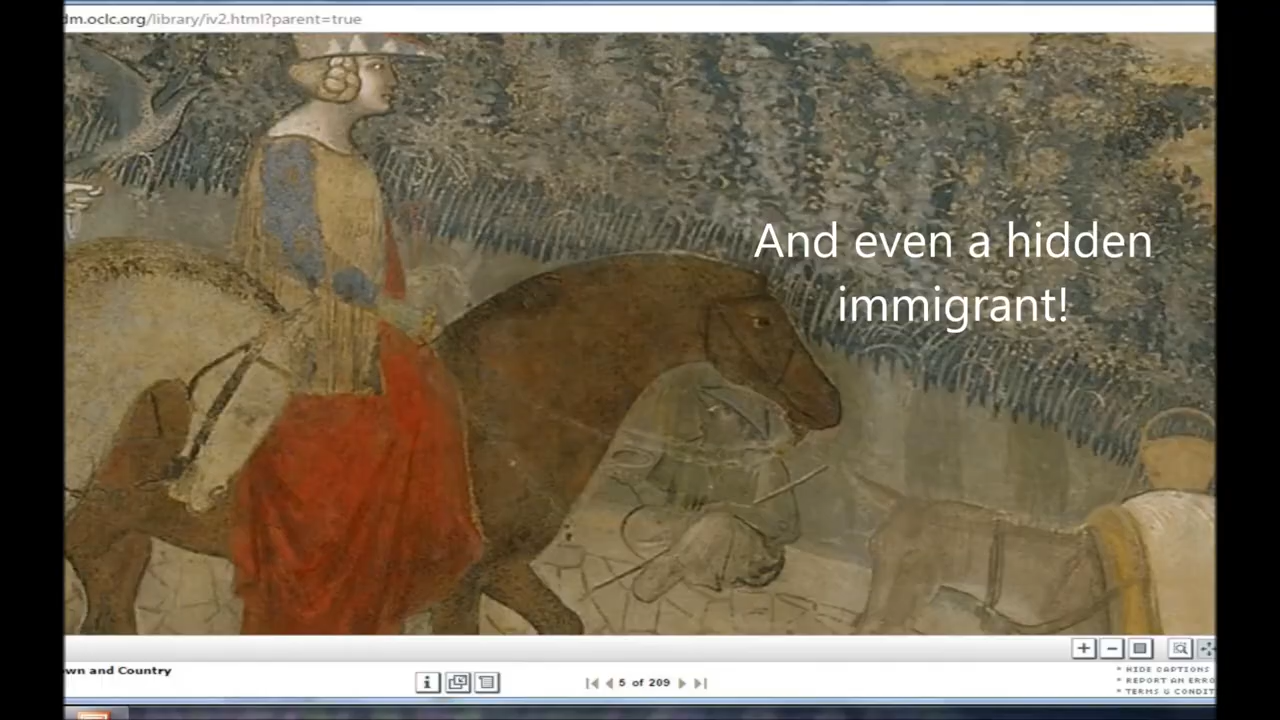 dm.oclc.org/library/iv2.html?parent=true
And even a hidden
immigrant!
own and Country
5 of 209
* HIDE CAPTIONS
* REPORT AN ERRO
* TERMS & CONDIT